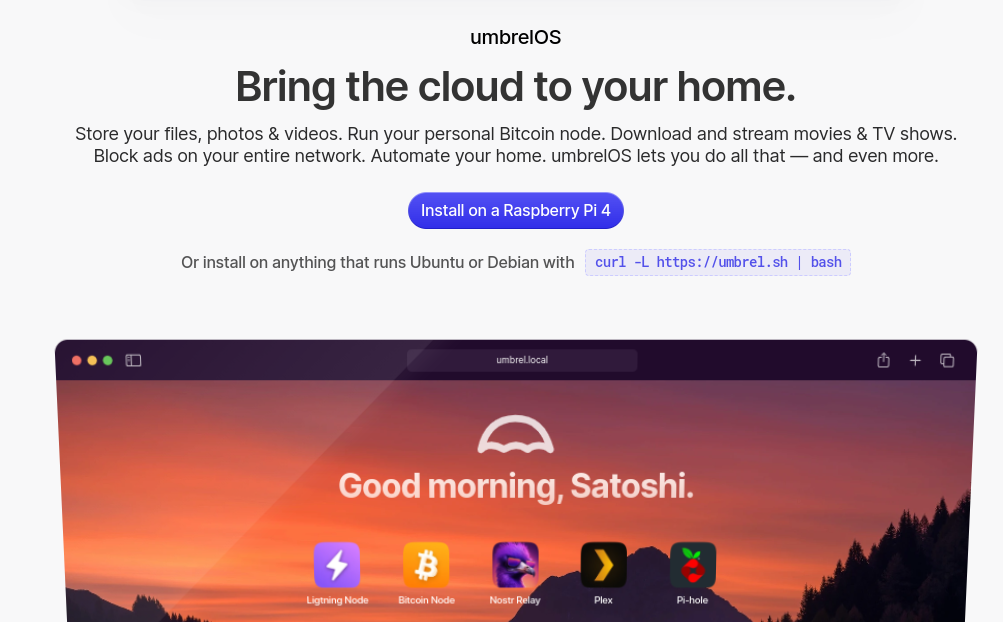 umbrelOS
Bring the cloud to your home.
Store your files, photos & videos. Run your personal Bitcoin node. Download and stream movies & TV shows.
Block ads on your entire network. Automate your home. umbrelOS lets you do all that — and even more.
Install on a Raspberry Pi 4
Or install on anything that runs Ubuntu or Debian with curl -L https://umbrel.sh | bash
umbrel.local
Good morning, Satoshi.
Ligtning Node Bitcoin Node Nostr Relay Plex Pi-hole